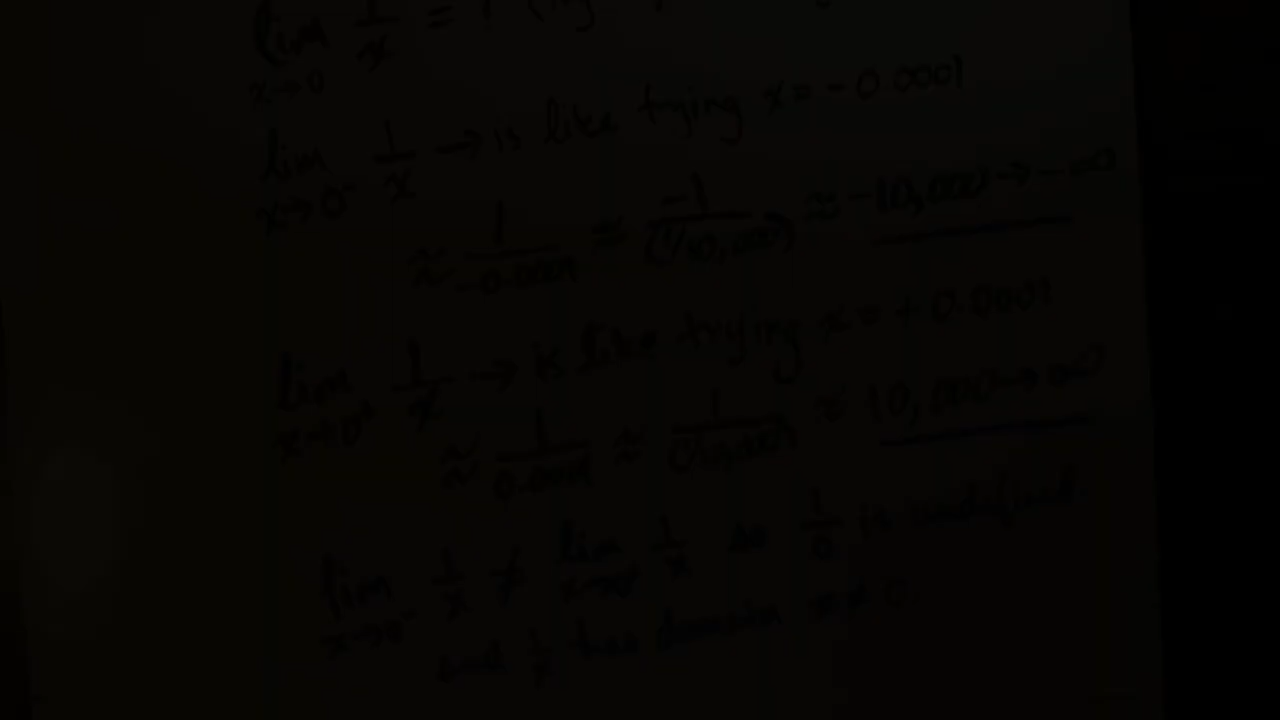 lim x→0 1/x = ?
lim x→0⁻ 1/x → is like trying x = - 0.0001
≈ 1/-0.0001 ≈ -1/(1/10,000) ≈ -10,000 → -∞
lim x→0⁺ 1/x → is like trying x = + 0.0001
≈ 1/0.0001 ≈ 1/(1/10,000) ≈ 10,000 → ∞
lim x→0⁻ 1/x ≠ lim x→0⁺ 1/x so 1/0 is undefined
and 1/x has domain x≠0